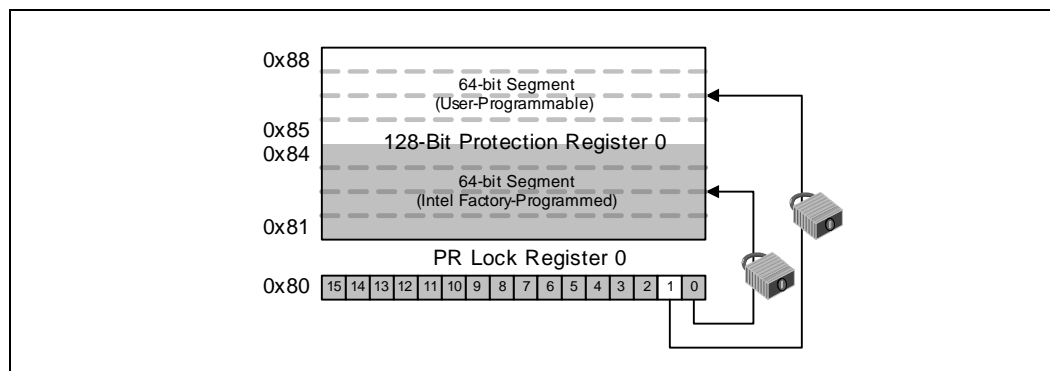 0x88
64-bit Segment
(User-Programmable)
0x85
128-Bit Protection Register 0
0x84
64-bit Segment
(Intel Factory-Programmed)
0x81
PR Lock Register 0
0x80 15 14 13 12 11 10 9 8 7 6 5 4 3 2 1 0